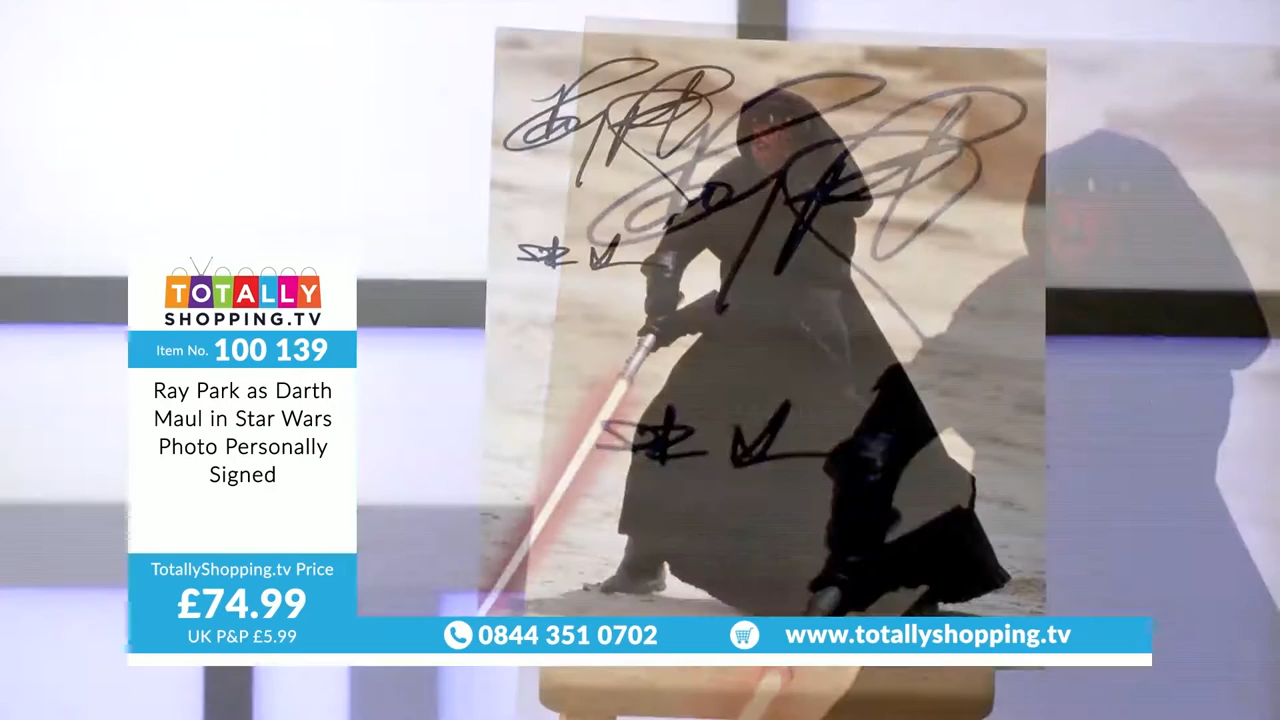 TOTALLY
SHOPPING.TV
Item No. 100 139
Ray Park as Darth
Maul in Star Wars
Photo Personally
Signed
TotallyShopping.tv Price
£74.99
UK P&P £5.99
0844 351 0702
www.totallyshopping.tv